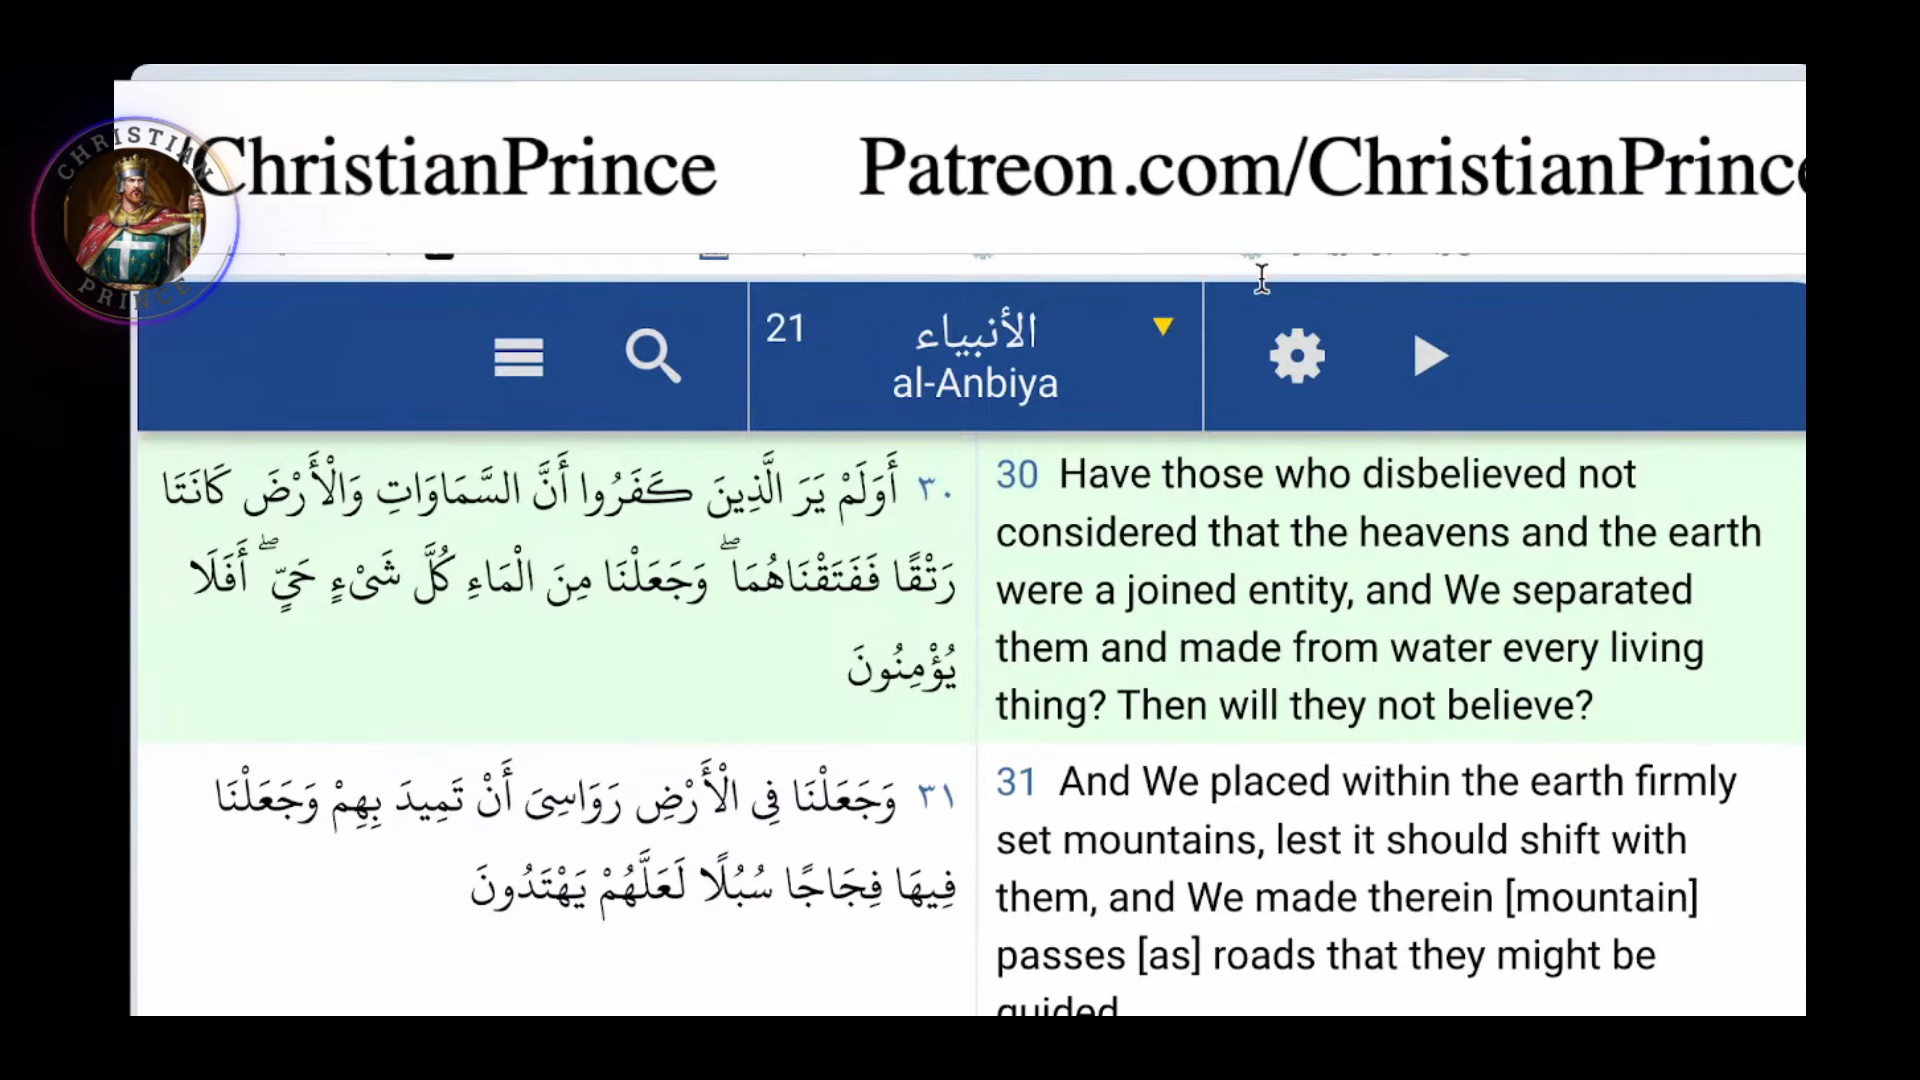 /ChristianPrince Patreon.com/ChristianPrince
CHRISTIAN
PRINCE
21
الأنبياء
al-Anbiya
٣٠ أَوَلَمْ يَرَ الَّذِينَ كَفَرُوا أَنَّ السَّمَاوَاتِ وَالْأَرْضَ كَانَتَا
رَتْقًا فَفَتَقْنَاهُمَا ۖ وَجَعَلْنَا مِنَ الْمَاءِ كُلَّ شَىْءٍ حَيٍّ ۖ أَفَلَا
يُؤْمِنُونَ
30 Have those who disbelieved not
considered that the heavens and the earth
were a joined entity, and We separated
them and made from water every living
thing? Then will they not believe?
٣١ وَجَعَلْنَا فِى الْأَرْضِ رَوَاسِىَ أَنْ تَمِيدَ بِهِمْ وَجَعَلْنَا
فِيهَا فِجَاجًا سُبُلًا لَعَلَّهُمْ يَهْتَدُونَ
31 And We placed within the earth firmly
set mountains, lest it should shift with
them, and We made therein [mountain]
passes [as] roads that they might be
guided